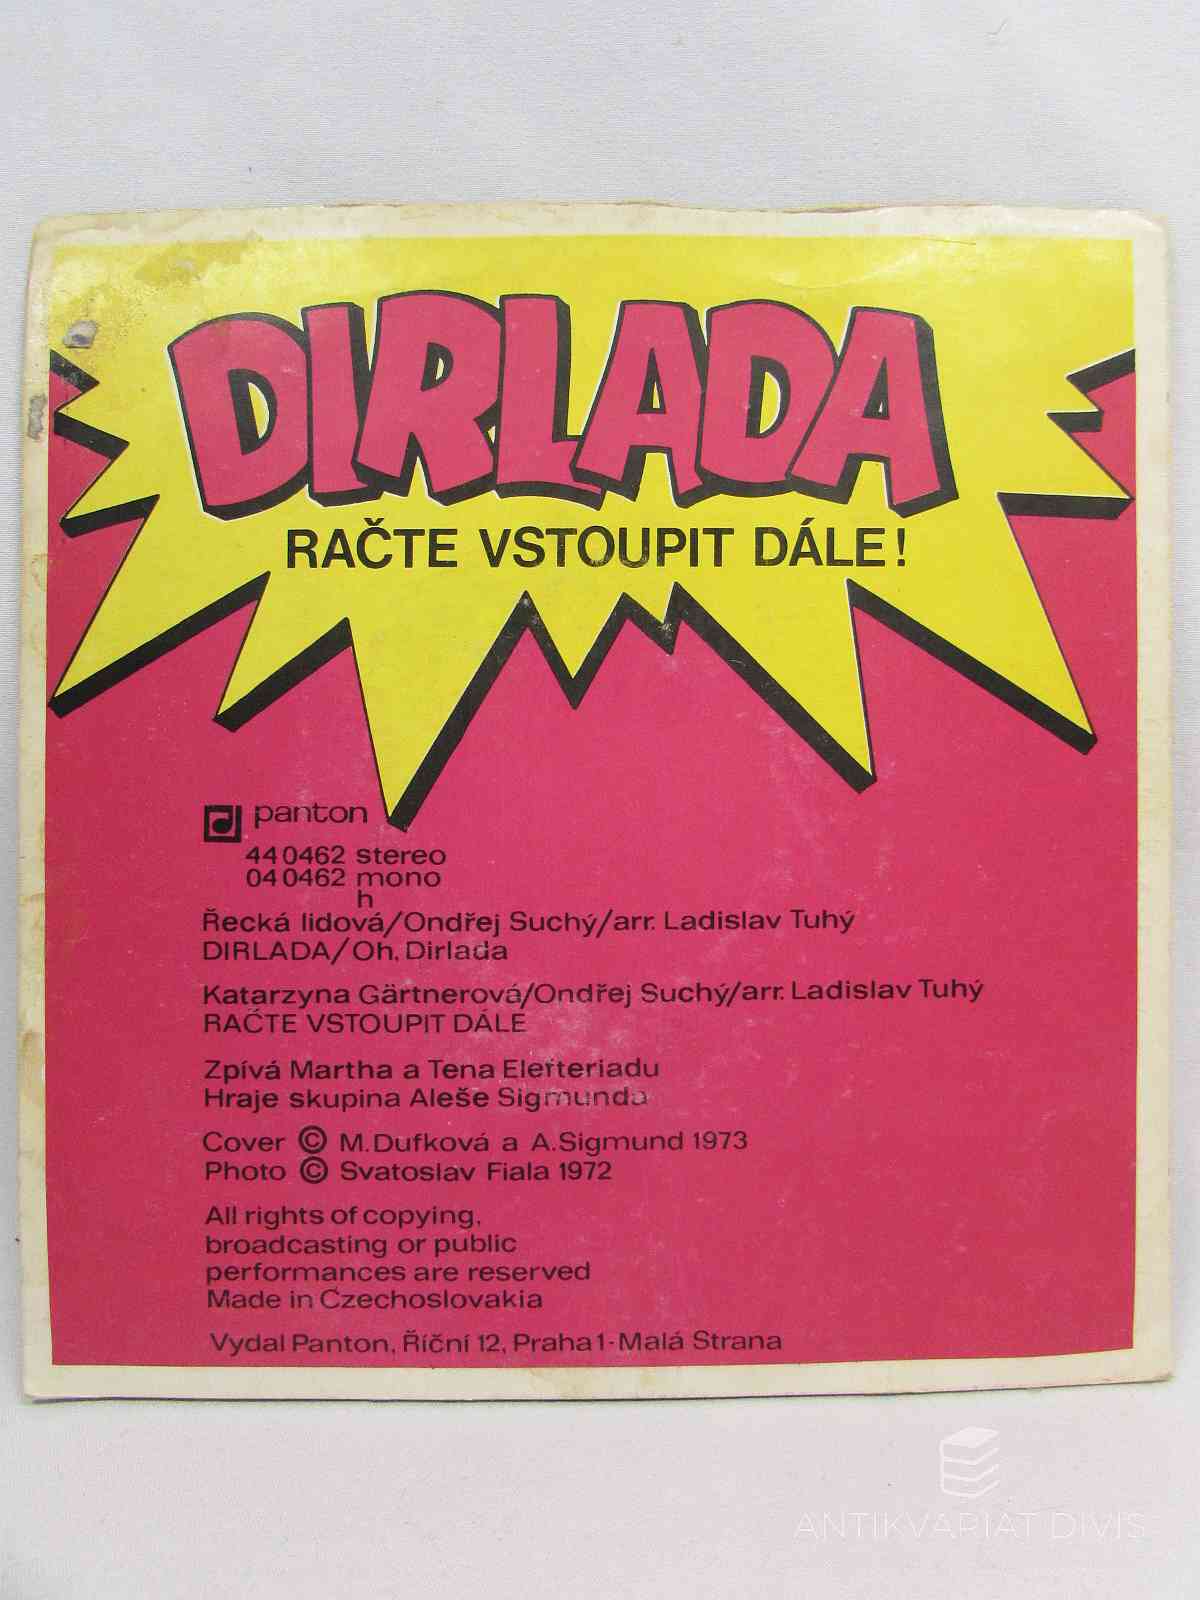 DIRLADA
RAČTE VSTOUPIT DÁLE!
panton
44 0462 stereo
04 0462 mono
h
Řecká lidová/Ondřej Suchý/arr. Ladislav Tuhý
DIRLADA/Oh, Dirlada
Katarzyna Gärtnerová/Ondřej Suchý/arr. Ladislav Tuhý
RAČTE VSTOUPIT DÁLE
Zpívá Martha a Tena Elefteriadu
Hraje skupina Aleše Sigmunda
Cover © M. Dufková a A. Sigmund 1973
Photo © Svatoslav Fiala 1972
All rights of copying,
broadcasting or public
performances are reserved
Made in Czechoslovakia
Vydal Panton, Říční 12, Praha 1 - Malá Strana
ANTIKVARIAT DIVIS